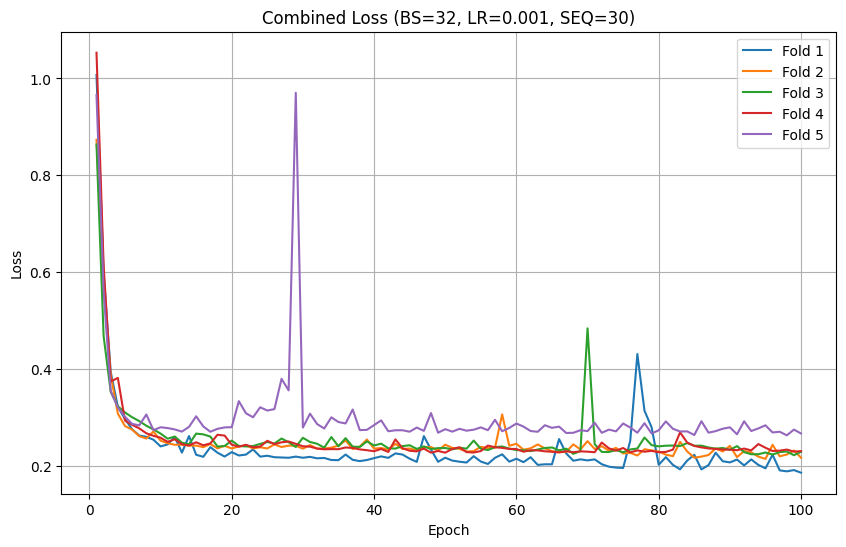 Combined Loss (BS=32, LR=0.001, SEQ=30)
Fold 1
Fold 2
Fold 3
Fold 4
Fold 5
Loss
1.0
0.8
0.6
0.4
0.2
0 20 40 60 80 100
Epoch